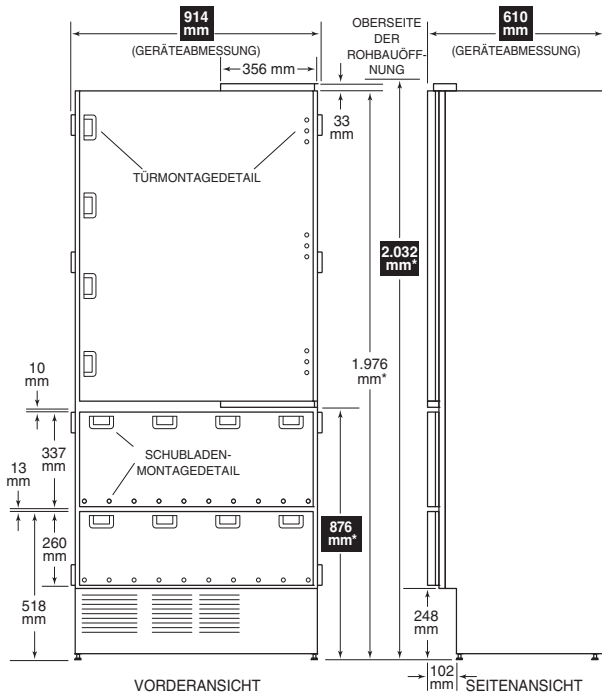 914
mm
(GERÄTEABMESSUNG)
356 mm
OBERSEITE
DER
ROHBAUÖFF-
NUNG
610
mm
(GERÄTEABMESSUNG)
33
mm
TÜRMONTAGEDETAIL
2.032
mm*
1.976
mm*
10
mm
337
mm
SCHUBLADEN-
MONTAGEDETAIL
13
mm
876
mm*
260
mm
518
mm
248
mm
102
mm
VORDERANSICHT
SEITENANSICHT